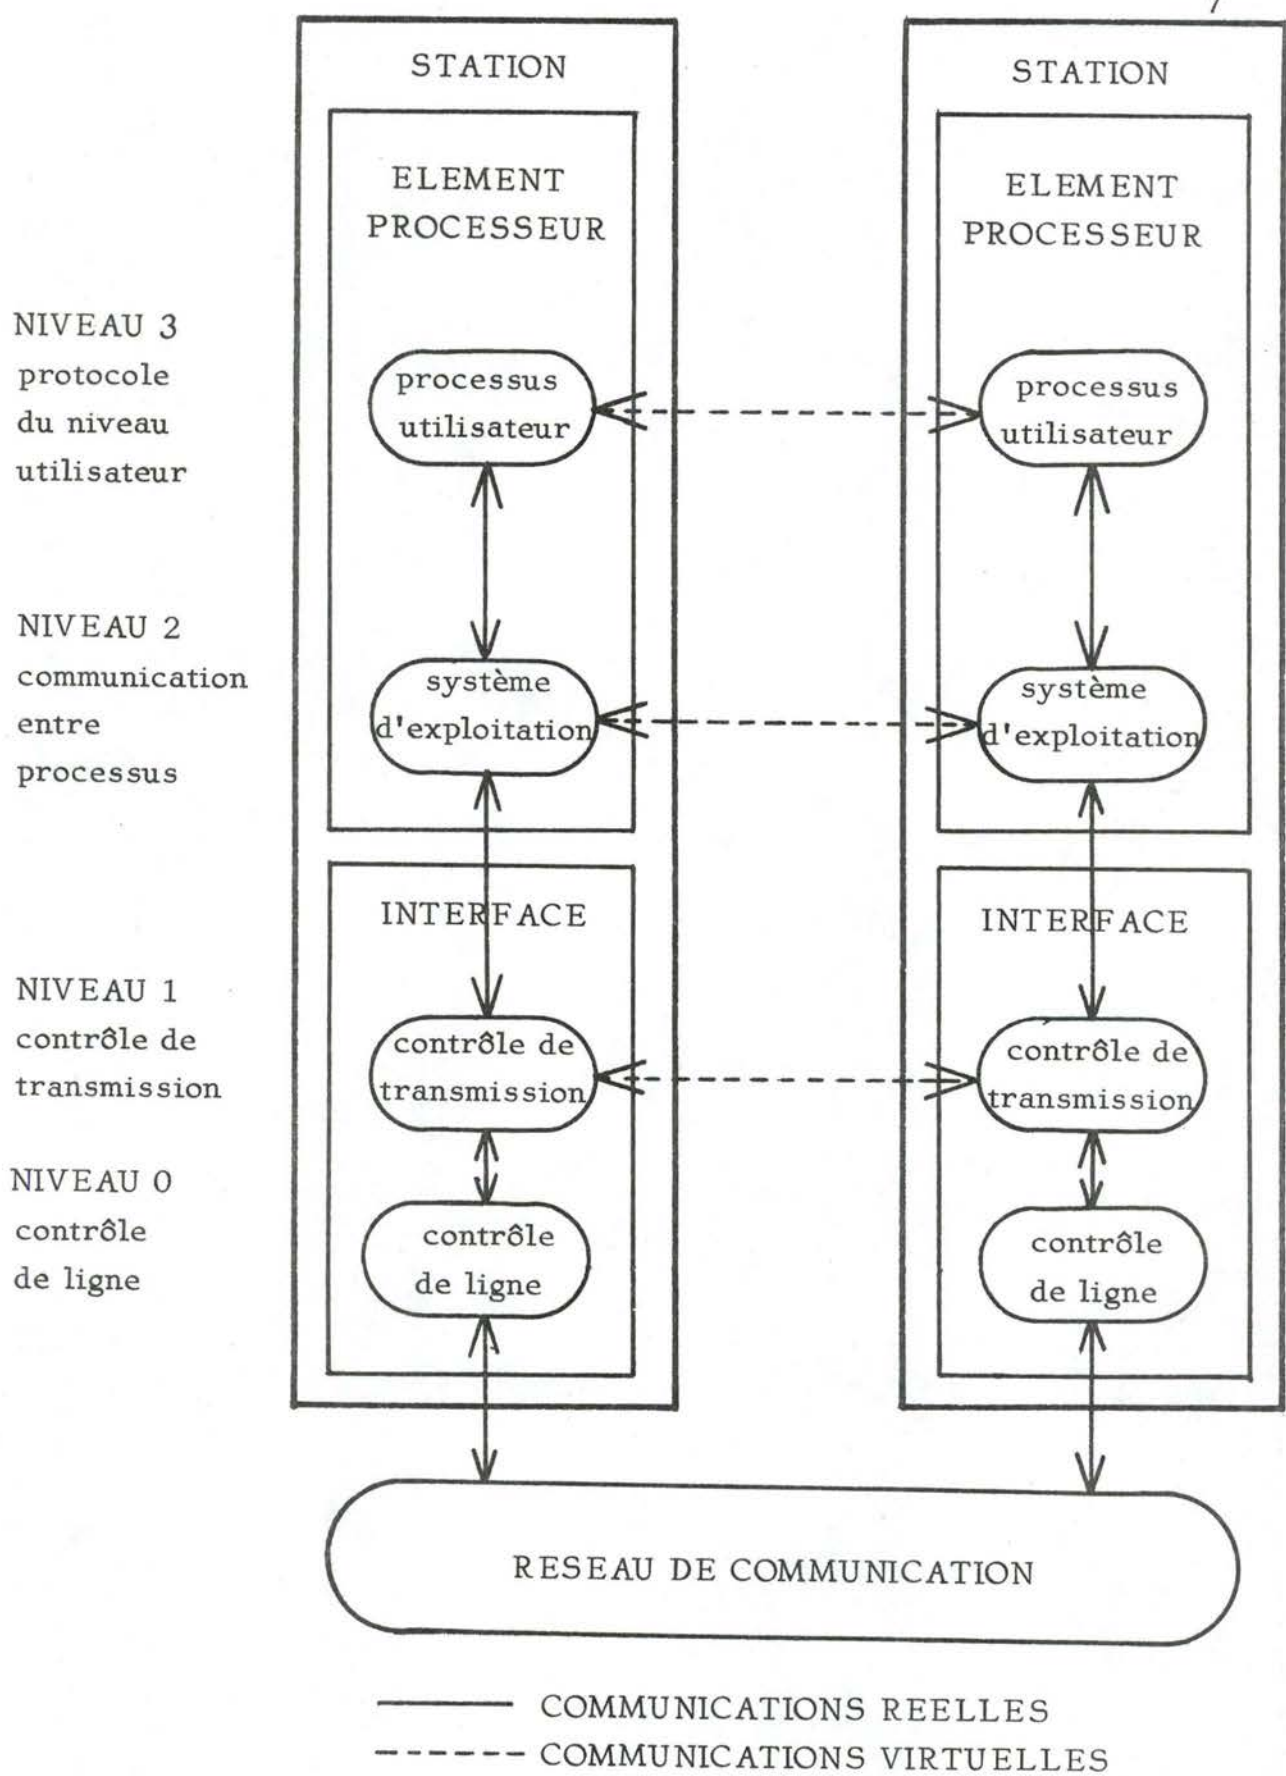 7
STATION
ELEMENT
PROCESSEUR
processus
utilisateur
système
d'exploitation
INTERFACE
contrôle de
transmission
contrôle
de ligne
STATION
ELEMENT
PROCESSEUR
processus
utilisateur
système
d'exploitation
INTERFACE
contrôle de
transmission
contrôle
de ligne
NIVEAU 3
protocole
du niveau
utilisateur
NIVEAU 2
communication
entre
processus
NIVEAU 1
contrôle de
transmission
NIVEAU 0
contrôle
de ligne
RESEAU DE COMMUNICATION
COMMUNICATIONS REELLES
COMMUNICATIONS VIRTUELLES